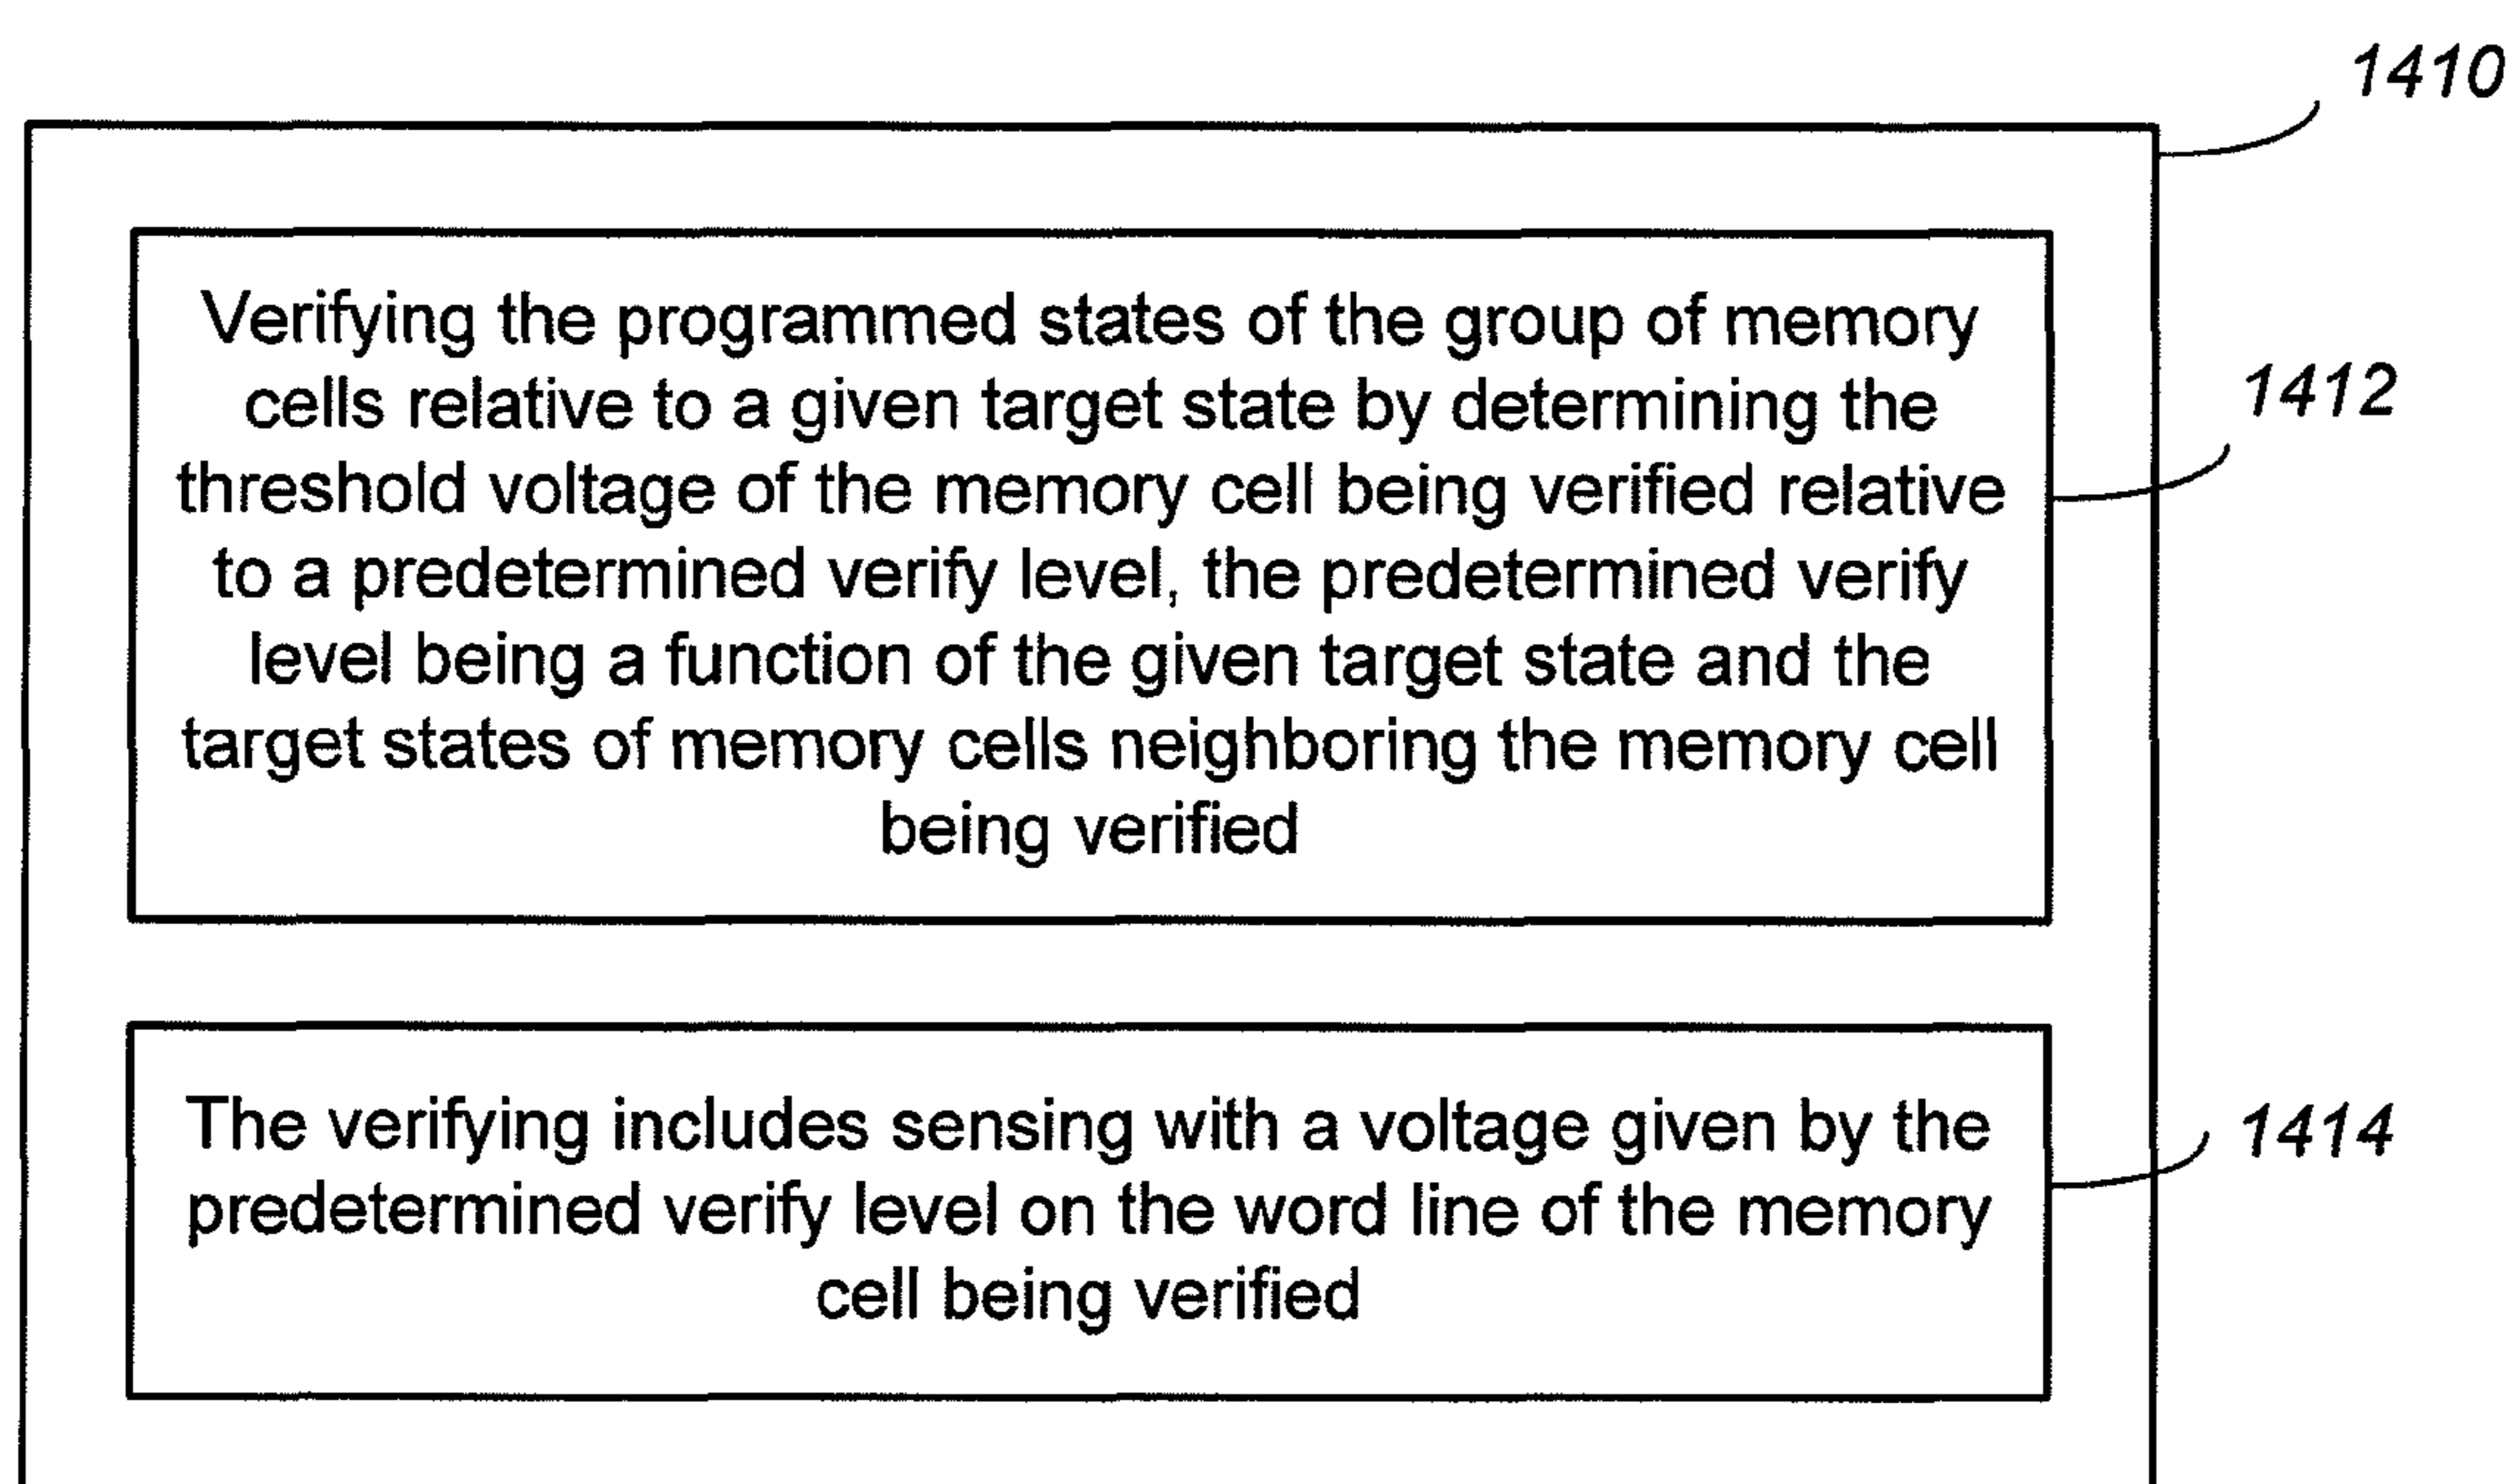 1410
Verifying the programmed states of the group of memory
cells relative to a given target state by determining the
threshold voltage of the memory cell being verified relative
to a predetermined verify level, the predetermined verify
level being a function of the given target state and the
target states of memory cells neighboring the memory cell
being verified
1412
The verifying includes sensing with a voltage given by the
predetermined verify level on the word line of the memory
cell being verified
1414